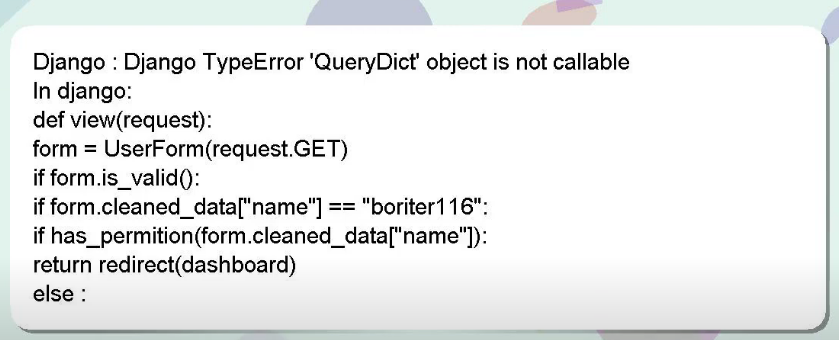 Django : Django TypeError 'QueryDict' object is not callable
In django:
def view(request):
form = UserForm(request.GET)
if form.is_valid():
if form.cleaned_data["name"] == "boriter116":
if has_permition(form.cleaned_data["name"]):
return redirect(dashboard)
else :